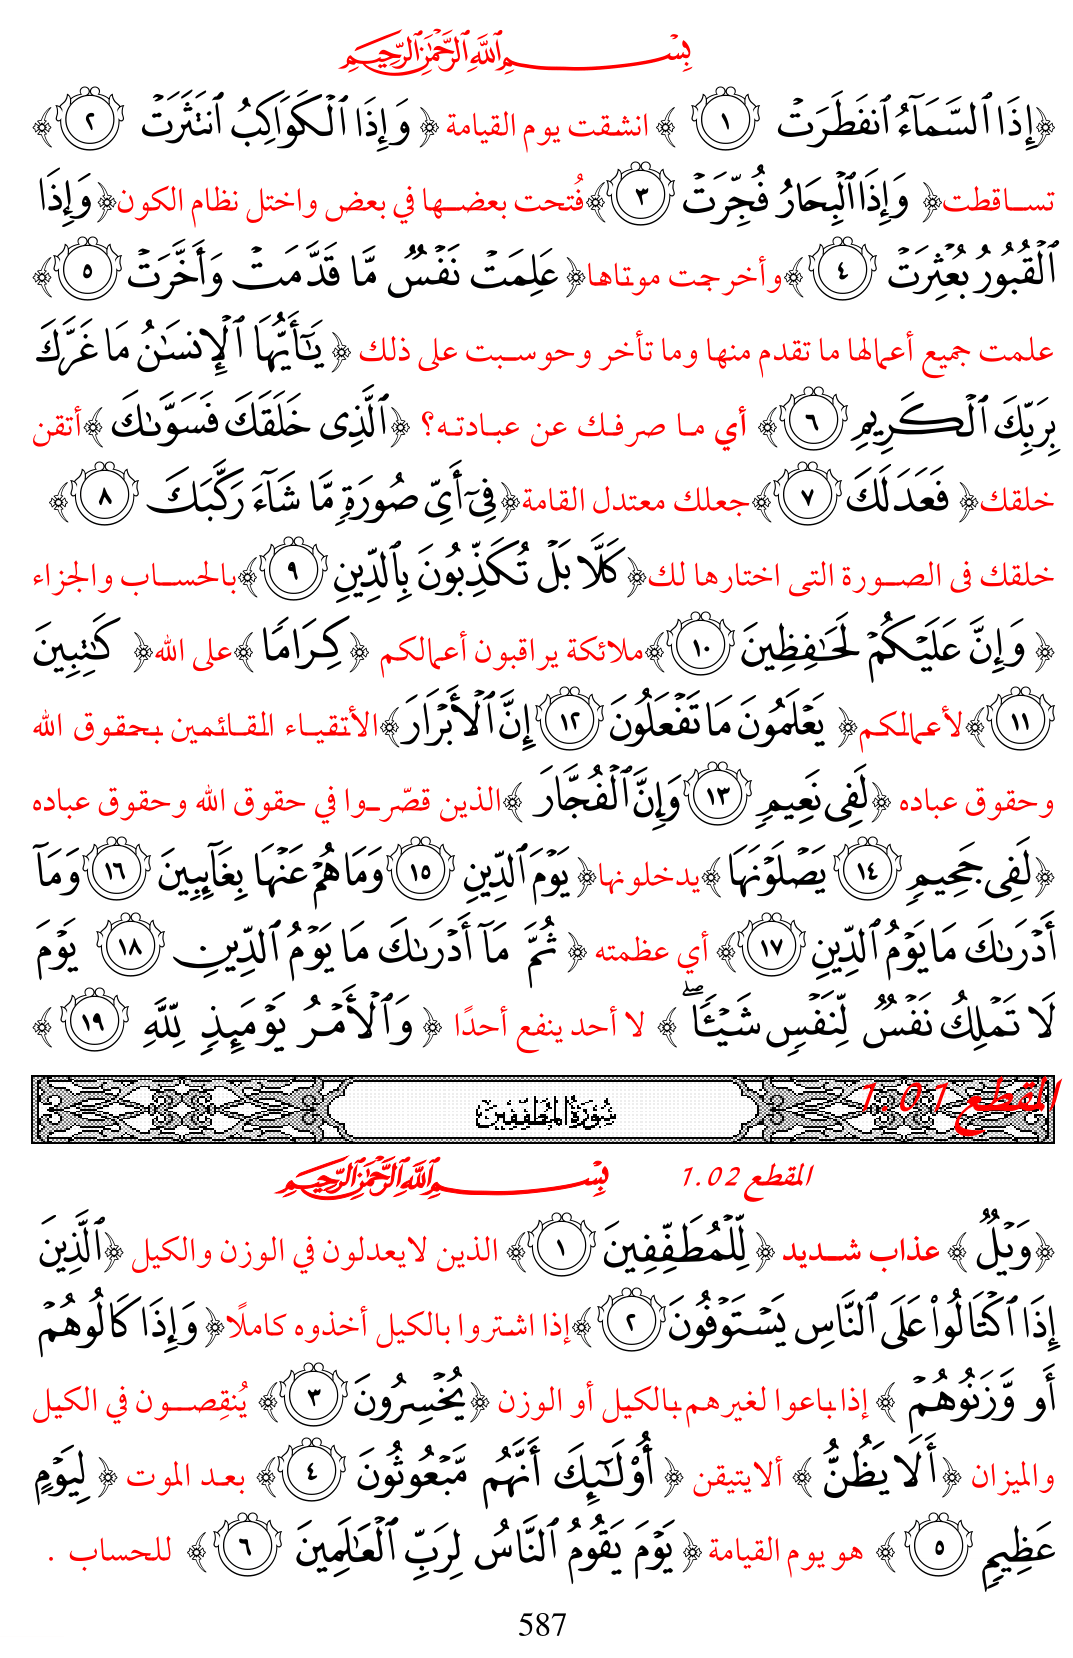 بِسْمِ ٱللَّهِ ٱلرَّحْمَٰنِ ٱلرَّحِيمِ
﴿إِذَا ٱلسَّمَآءُ ٱنفَطَرَتْ ١ ﴾ انشقت يوم القيامة ﴿ وَإِذَا ٱلْكَوَاكِبُ ٱنتَثَرَتْ ٢﴾
تساقطت﴿ وَإِذَا ٱلْبِحَارُ فُجِّرَتْ ٣﴾فُتحت بعضها في بعض واختل نظام الكون﴿وَإِذَا
ٱلْقُبُورُ بُعْثِرَتْ ٤ ﴾وأخرجت موتاها﴿ عَلِمَتْ نَفْسٌ مَّا قَدَّمَتْ وَأَخَّرَتْ ٥﴾
علمت جميع أعمالها ما تقدم منها وما تأخر وحوسبت على ذلك ﴿ يَٰٓأَيُّهَا ٱلْإِنسَٰنُ مَا غَرَّكَ
بِرَبِّكَ ٱلْكَرِيمِ ٦﴾ أي ما صرفك عن عبادته؟ ﴿ٱلَّذِى خَلَقَكَ فَسَوَّىٰكَ ﴾أتقن
خلقك﴿ فَعَدَلَكَ ٧﴾جعلك معتدل القامة﴿فِىٓ أَىِّ صُورَةٍ مَّا شَآءَ رَكَّبَكَ ٨ ﴾
خلقك فى الصورة التى اختارها لك﴿كَلَّا بَلْ تُكَذِّبُونَ بِٱلدِّينِ ٩ ﴾بالحساب والجزاء
﴿ وَإِنَّ عَلَيْكُمْ لَحَٰفِظِينَ ١٠﴾ملائكة يراقبون أعمالكم ﴿كِرَامًا ﴾على الله﴿ كَٰتِبِينَ
١١ ﴾لأعمالكم﴿ يَعْلَمُونَ مَا تَفْعَلُونَ ١٢ إِنَّ ٱلْأَبْرَارَ﴾الأتقياء القائمين بحقوق الله
وحقوق عباده ﴿لَفِى نَعِيمٍ ١٣ وَإِنَّ ٱلْفُجَّارَ ﴾الذين قصّروا في حقوق الله وحقوق عباده
﴿لَفِى جَحِيمٍ ١٤ يَصْلَوْنَهَا﴾يدخلونها﴿ يَوْمَ ٱلدِّينِ ١٥ وَمَا هُمْ عَنْهَا بِغَآئِبِينَ ١٦ وَمَآ
أَدْرَىٰكَ مَا يَوْمُ ٱلدِّينِ ١٧ ﴾ أي عظمته ﴿ ثُمَّ مَآ أَدْرَىٰكَ مَا يَوْمُ ٱلدِّينِ ١٨ يَوْمَ
لَا تَمْلِكُ نَفْسٌ لِّنَفْسٍ شَيْـًٔا ۖ ﴾ لا أحد ينفع أحدًا ﴿ وَٱلْأَمْرُ يَوْمَئِذٍ لِّلَّهِ ١٩ ﴾
المقطع 1.01
سُورَةُ المُطَفِّفِينَ
المقطع 1.02
بِسْمِ ٱللَّهِ ٱلرَّحْمَٰنِ ٱلرَّحِيمِ
﴿وَيْلٌ ﴾ عذاب شديد ﴿ لِّلْمُطَفِّفِينَ ١ ﴾ الذين لايعدلون في الوزن والكيل ﴿ٱلَّذِينَ
إِذَا ٱكْتَالُوا۟ عَلَى ٱلنَّاسِ يَسْتَوْفُونَ ٢ ﴾إذا اشتروا بالكيل أخذوه كاملًا﴿ وَإِذَا كَالُوهُمْ
أَو وَّزَنُوهُمْ ﴾ إذا باعوا لغيرهم بالكيل أو الوزن ﴿يُخْسِرُونَ ٣ ﴾ يُنقِصون في الكيل
والميزان ﴿ أَلَا يَظُنُّ ﴾ ألايتيقن ﴿ أُو۟لَٰٓئِكَ أَنَّهُم مَّبْعُوثُونَ ٤ ﴾ بعد الموت ﴿ لِيَوْمٍ
عَظِيمٍ ٥ ﴾ هو يوم القيامة ﴿ يَوْمَ يَقُومُ ٱلنَّاسُ لِرَبِّ ٱلْعَٰلَمِينَ ٦ ﴾ للحساب .
587